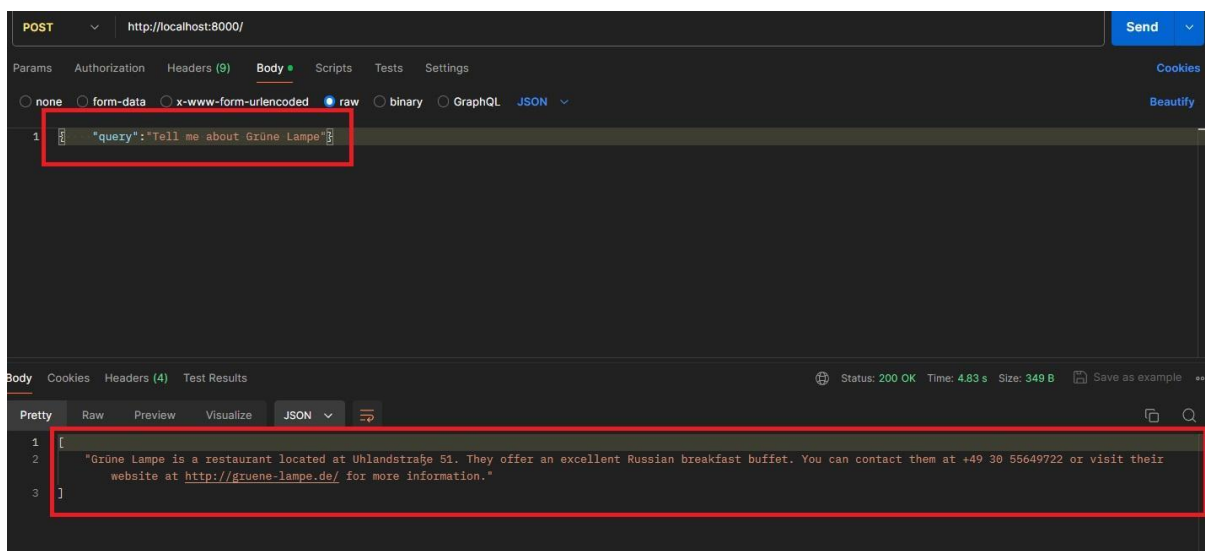 POST http://localhost:8000/ Send
Params Authorization Headers (9) Body Scripts Tests Settings Cookies
none form-data x-www-form-urlencoded raw binary GraphQL JSON Beautify
1 { "query":"Tell me about Grüne Lampe"}
Body Cookies Headers (4) Test Results Status: 200 OK Time: 4.83 s Size: 349 B Save as example
Pretty Raw Preview Visualize JSON
1 [
2 "Grüne Lampe is a restaurant located at Uhlandstraße 51. They offer an excellent Russian breakfast buffet. You can contact them at +49 30 55649722 or visit their
website at http://gruene-lampe.de/ for more information."
3 ]